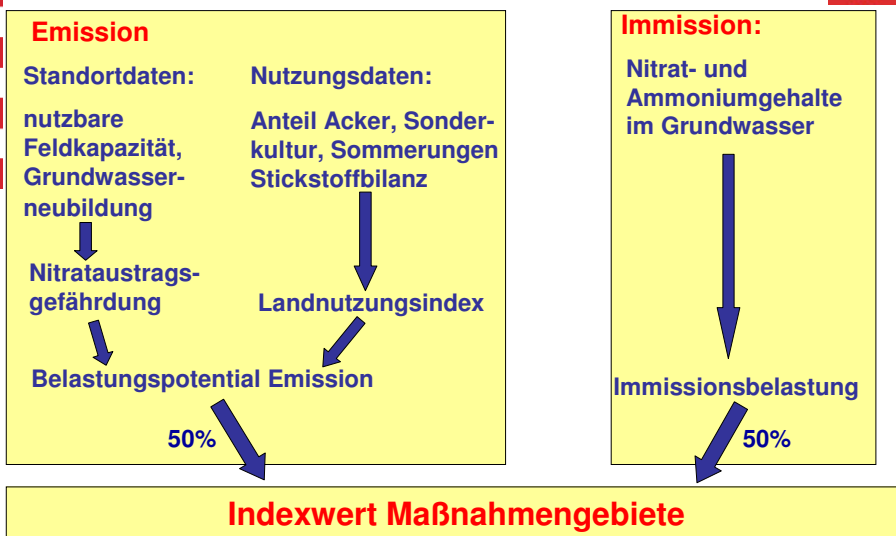 Emission
Standortdaten:
nutzbare
Feldkapazität,
Grundwasser-
neubildung
Nitrataustrags-
gefährdung
Nutzungsdaten:
Anteil Acker, Sonder-
kultur, Sommerungen
Stickstoffbilanz
Landnutzungsindex
Belastungspotential Emission
50%
Immission:
Nitrat- und
Ammoniumgehalte
im Grundwasser
Immissionsbelastung
50%
Indexwert Maßnahmengebiete